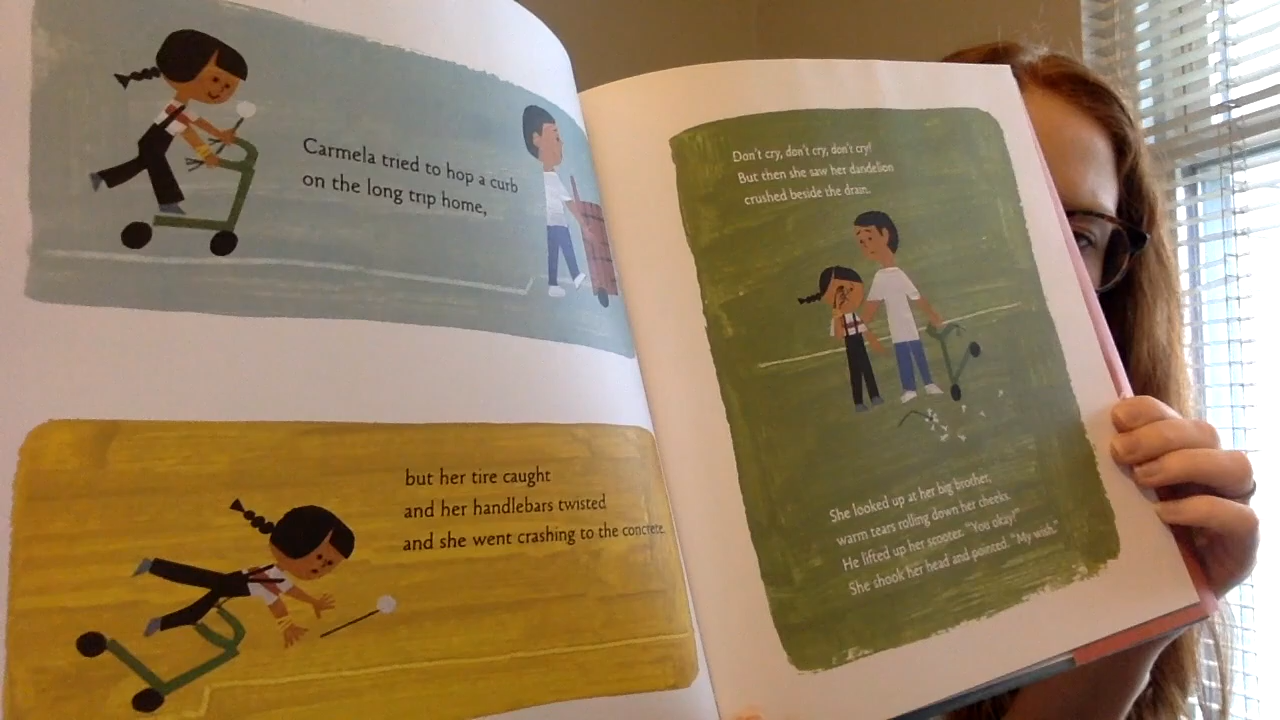 Carmela tried to hop a curb
on the long trip home,
but her tire caught
and her handlebars twisted
and she went crashing to the concrete.
Don't cry, don't cry, don't cry!
But then she saw her dandelion
crushed beside the drain.
She looked up at her big brother,
warm tears rolling down her cheeks.
He lifted up her scooter. "You okay?"
She shook her head and pointed. "My wish."